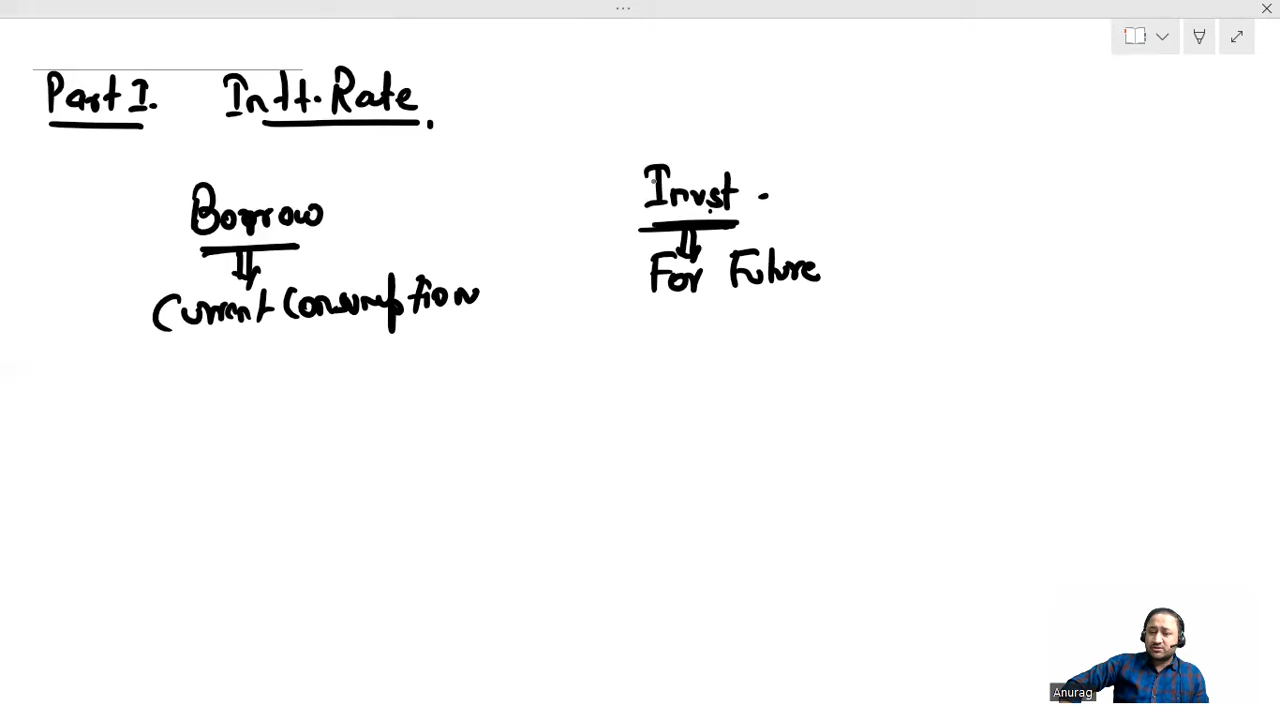 Part I. Intt. Rate.
Borrow
Current Consumption
Invst.
For Future
Anurag